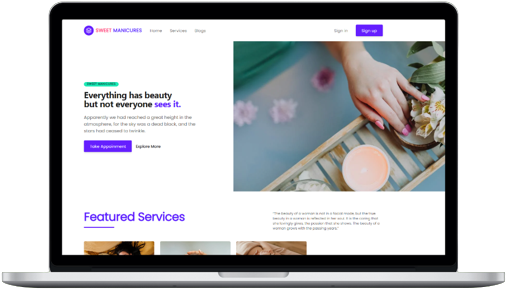 SWEET MANICURES Home Services Blogs Sign in Sign up
SWEET MANICURES
Everything has beauty
but not everyone sees it.
Apparently we had reached a great height in the
atmosphere, for the sky was a dead black, and the
stars had ceased to twinkle.
Take Appointment Explore More
Featured Services
"The beauty of a woman is not in a facial mode but the true
beauty in a woman is reflected in her soul. It is the caring that
she lovingly gives, the passion that she shows. The beauty of a
woman grows with the passing years."